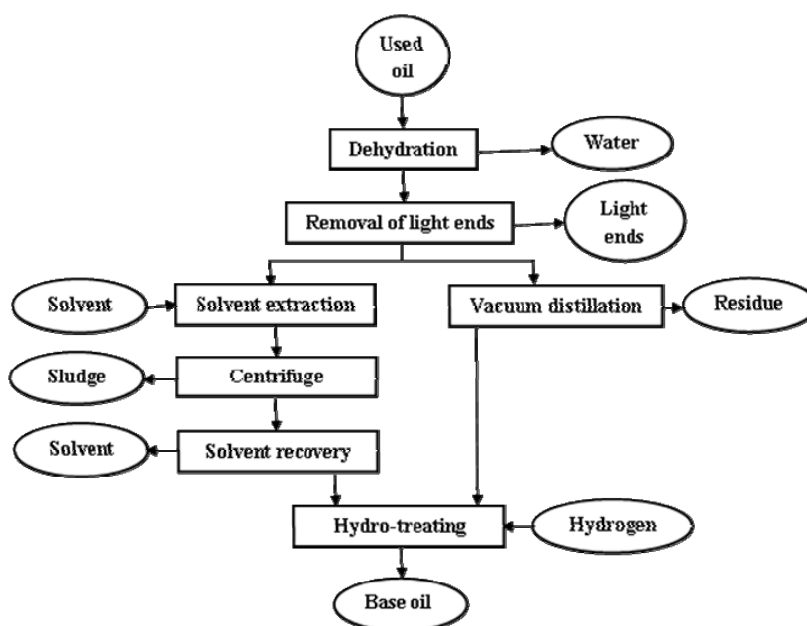 Used
oil
Dehydration
Water
Removal of light ends
Light
ends
Solvent
Solvent extraction
Vacuum distillation
Residue
Sludge
Centrifuge
Solvent
Solvent recovery
Hydro-treating
Hydrogen
Base oil